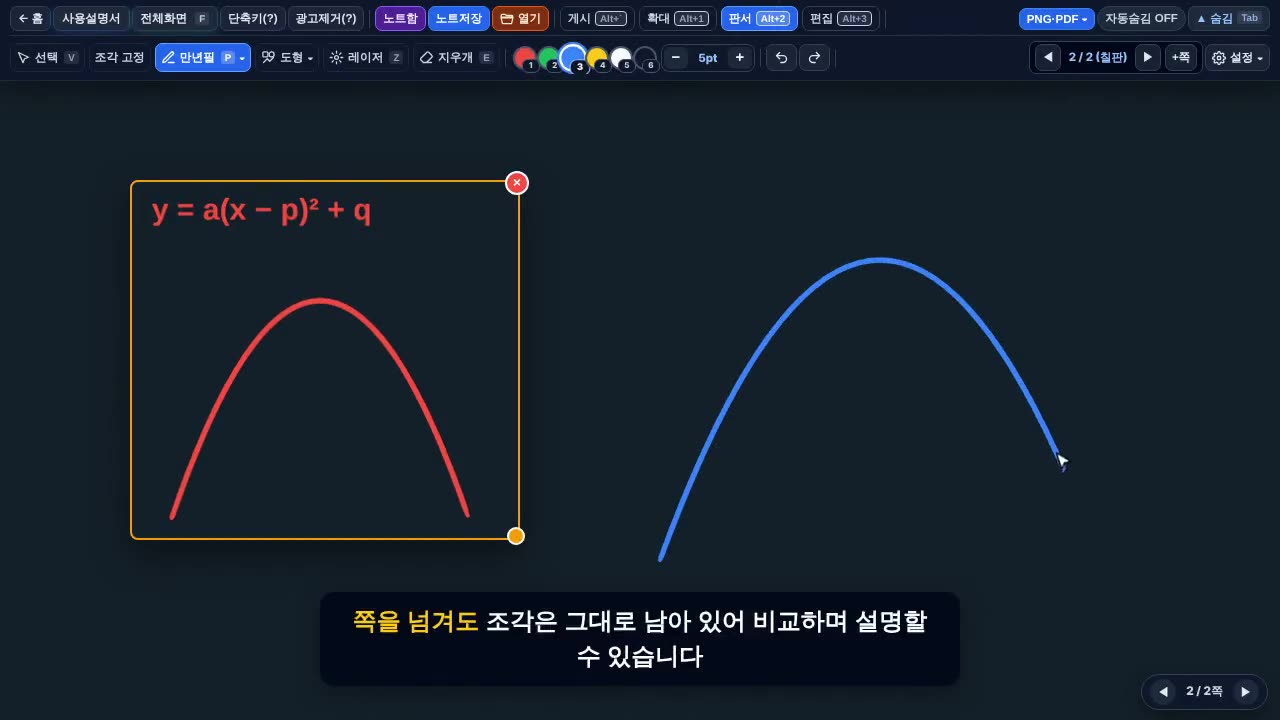 ← 홈 사용설명서 전체화면 F 단축키(?) 광고제거(?) 노트함 노트저장 열기 게시 Alt+` 확대 Alt+1 판서 Alt+2 편집 Alt+3 PNG·PDF 자동숨김 OFF ▲ 숨김 Tab
선택 V 조각 고정 만년필 P 도형 레이저 Z 지우개 E 1 2 3 4 5 6 − 5pt + ◀ 2 / 2 (칠판) ▶ +쪽 설정
y = a(x − p)² + q
쪽을 넘겨도 조각은 그대로 남아 있어 비교하며 설명할
수 있습니다
◀ 2 / 2쪽 ▶